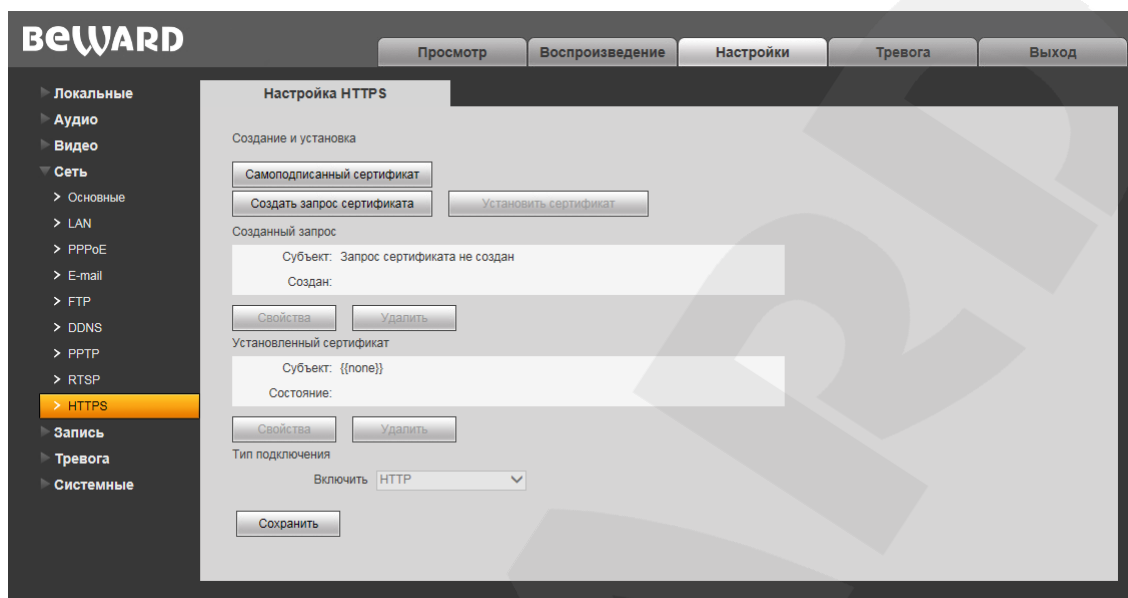 BEWARD
Просмотр Воспроизведение Настройки Тревога Выход
Локальные
Аудио
Видео
Сеть
> Основные
> LAN
> PPPoE
> E-mail
> FTP
> DDNS
> PPTP
> RTSP
> HTTPS
Запись
Тревога
Системные
Настройка HTTPS
Создание и установка
Самоподписанный сертификат
Создать запрос сертификата Установить сертификат
Созданный запрос
Субъект: Запрос сертификата не создан
Создан:
Свойства Удалить
Установленный сертификат
Субъект: {{none}}
Состояние:
Свойства Удалить
Тип подключения
Включить HTTP
Сохранить